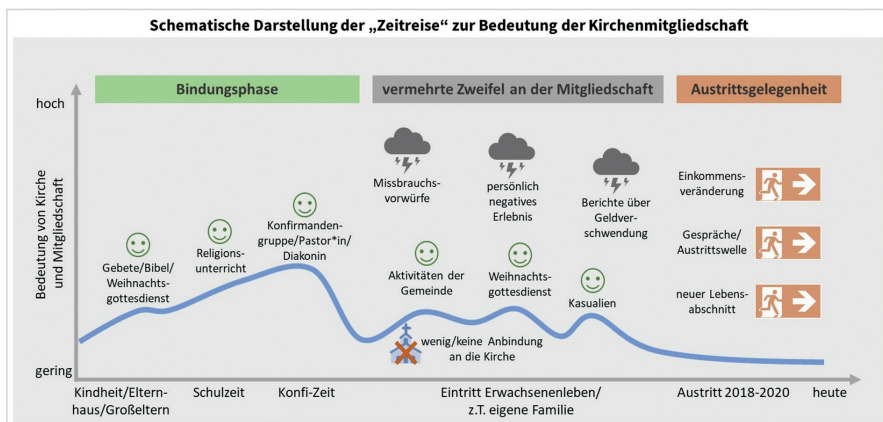 Schematische Darstellung der „Zeitreise“ zur Bedeutung der Kirchenmitgliedschaft
Bindungsphase
vermehrte Zweifel an der Mitgliedschaft
Austrittsgelegenheit
hoch
Bedeutung von Kirche
und Mitgliedschaft
gering
Gebete/Bibel/
Weihnachts-
gottesdienst
Religions-
unterricht
Konfirmanden-
gruppe/Pastor*in/
Diakonin
Missbrauchs-
vorwürfe
persönlich
negatives
Erlebnis
Berichte über
Geldver-
schwendung
Aktivitäten der
Gemeinde
Weihnachts-
gottesdienst
Kasualien
wenig/keine Anbindung
an die Kirche
Einkommens-
veränderung
Gespräche/
Austrittswelle
neuer Lebens-
abschnitt
Kindheit/Eltern-
haus/Großeltern
Schulzeit
Konfi-Zeit
Eintritt Erwachsenenleben/
z.T. eigene Familie
Austritt 2018-2020
heute